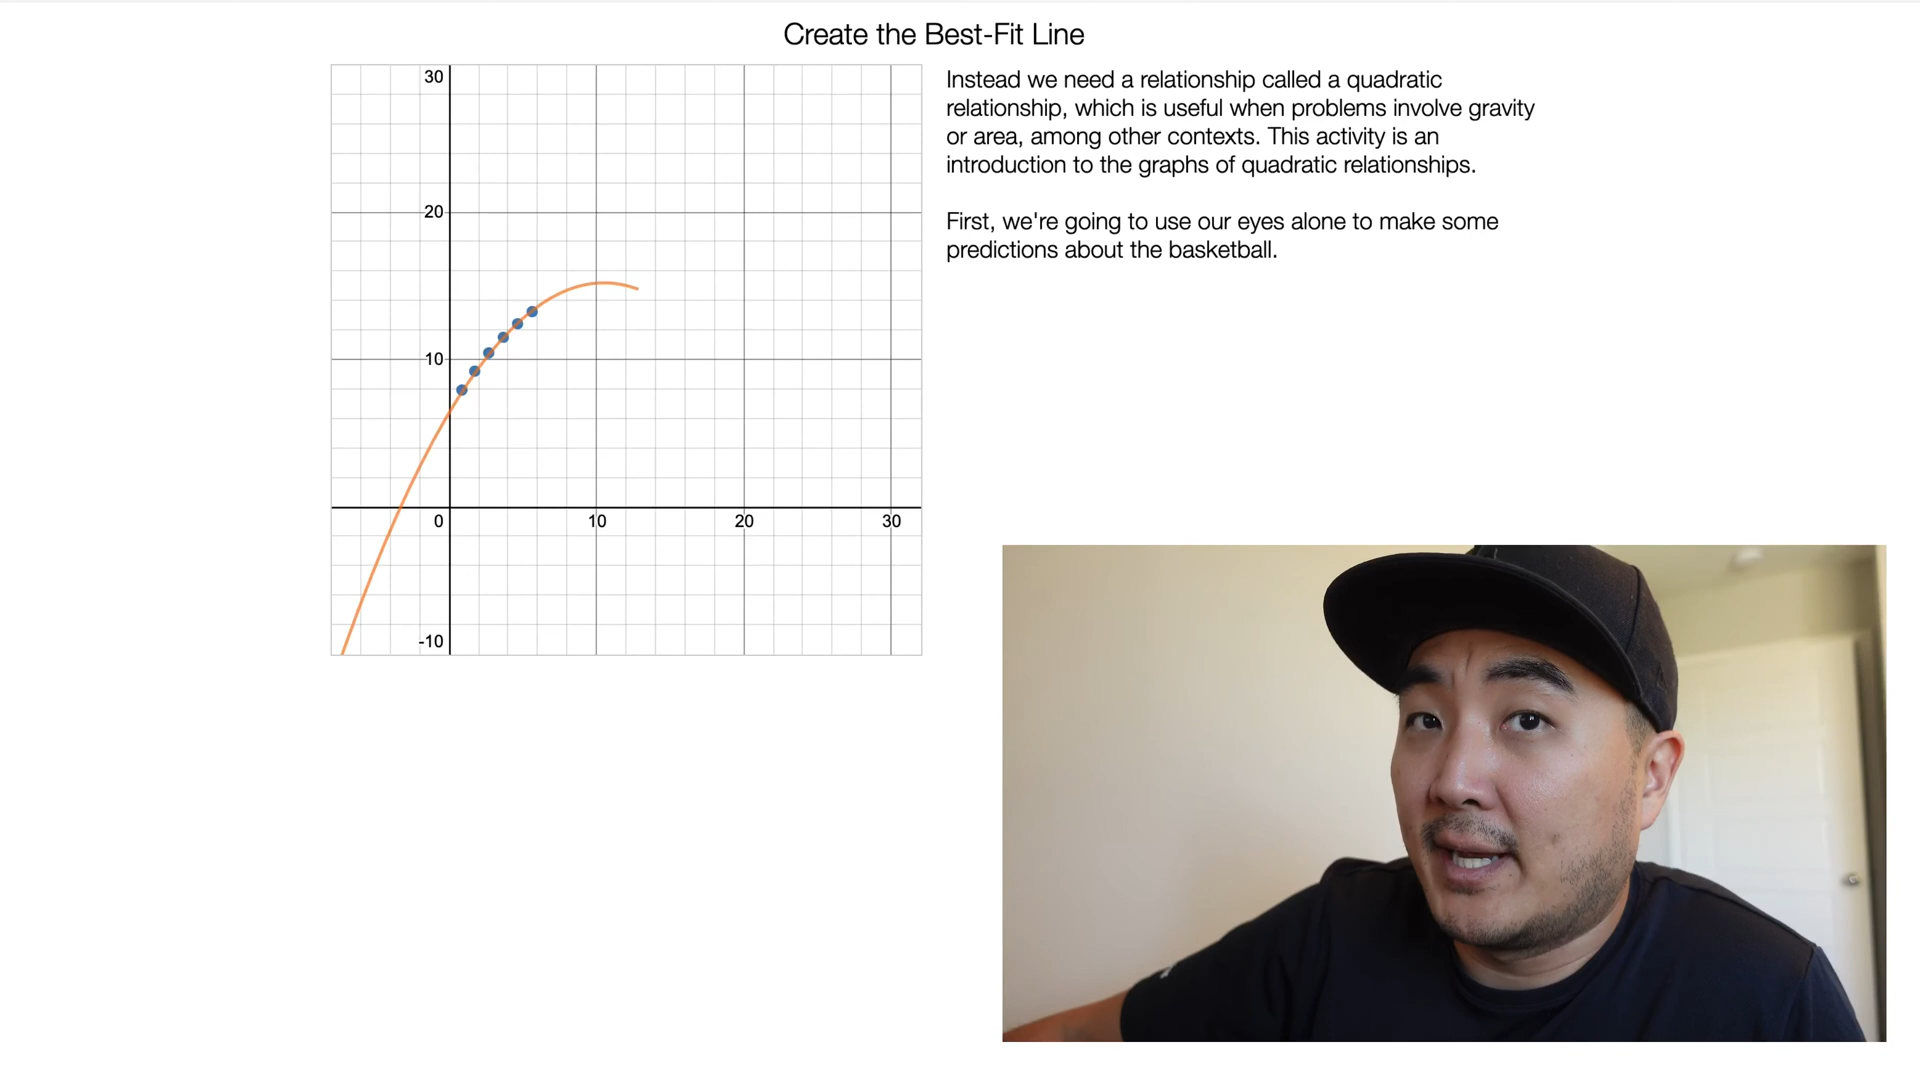 Create the Best-Fit Line
30
20
10
0
10
20
30
-10
Instead we need a relationship called a quadratic
relationship, which is useful when problems involve gravity
or area, among other contexts. This activity is an
introduction to the graphs of quadratic relationships.
First, we're going to use our eyes alone to make some
predictions about the basketball.